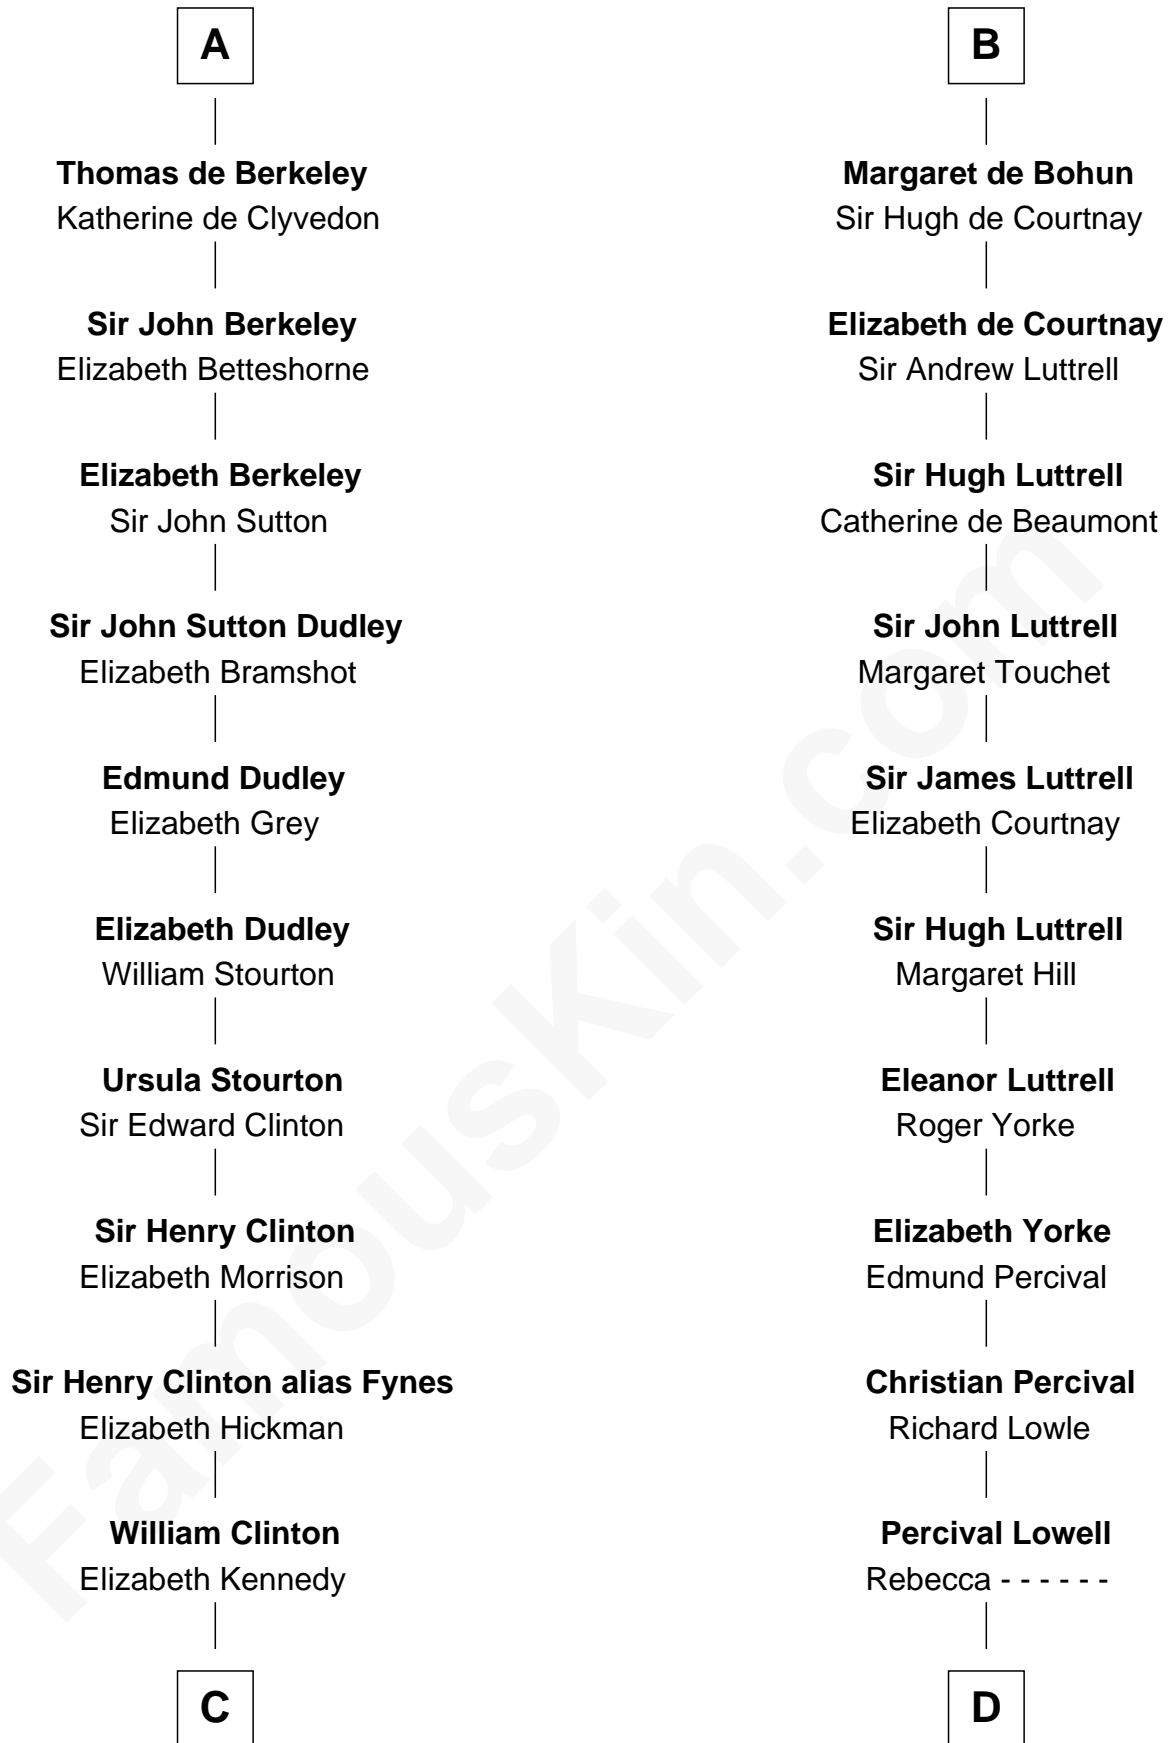 A
Thomas de Berkeley
Katherine de Clyvedon
Sir John Berkeley
Elizabeth Betteshorne
Elizabeth Berkeley
Sir John Sutton
Sir John Sutton Dudley
Elizabeth Bramshot
Edmund Dudley
Elizabeth Grey
Elizabeth Dudley
William Stourton
Ursula Stourton
Sir Edward Clinton
Sir Henry Clinton
Elizabeth Morrison
Sir Henry Clinton alias Fynes
Elizabeth Hickman
William Clinton
Elizabeth Kennedy
C
B
Margaret de Bohun
Sir Hugh de Courtnay
Elizabeth de Courtnay
Sir Andrew Luttrell
Sir Hugh Luttrell
Catherine de Beaumont
Sir John Luttrell
Margaret Touchet
Sir James Luttrell
Elizabeth Courtnay
Sir Hugh Luttrell
Margaret Hill
Eleanor Luttrell
Roger Yorke
Elizabeth Yorke
Edmund Percival
Christian Percival
Richard Lowle
Percival Lowell
Rebecca - - - - - -
D
FamousKin.com